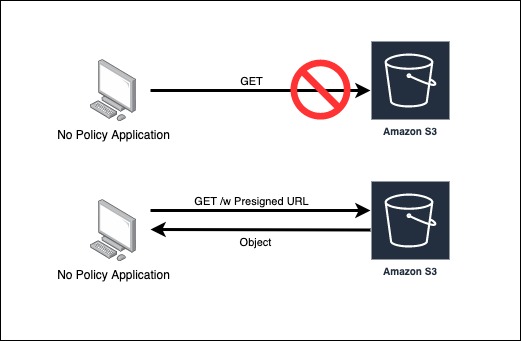 GET
No Policy Application
Amazon S3
GET /w Presigned URL
Object
No Policy Application
Amazon S3